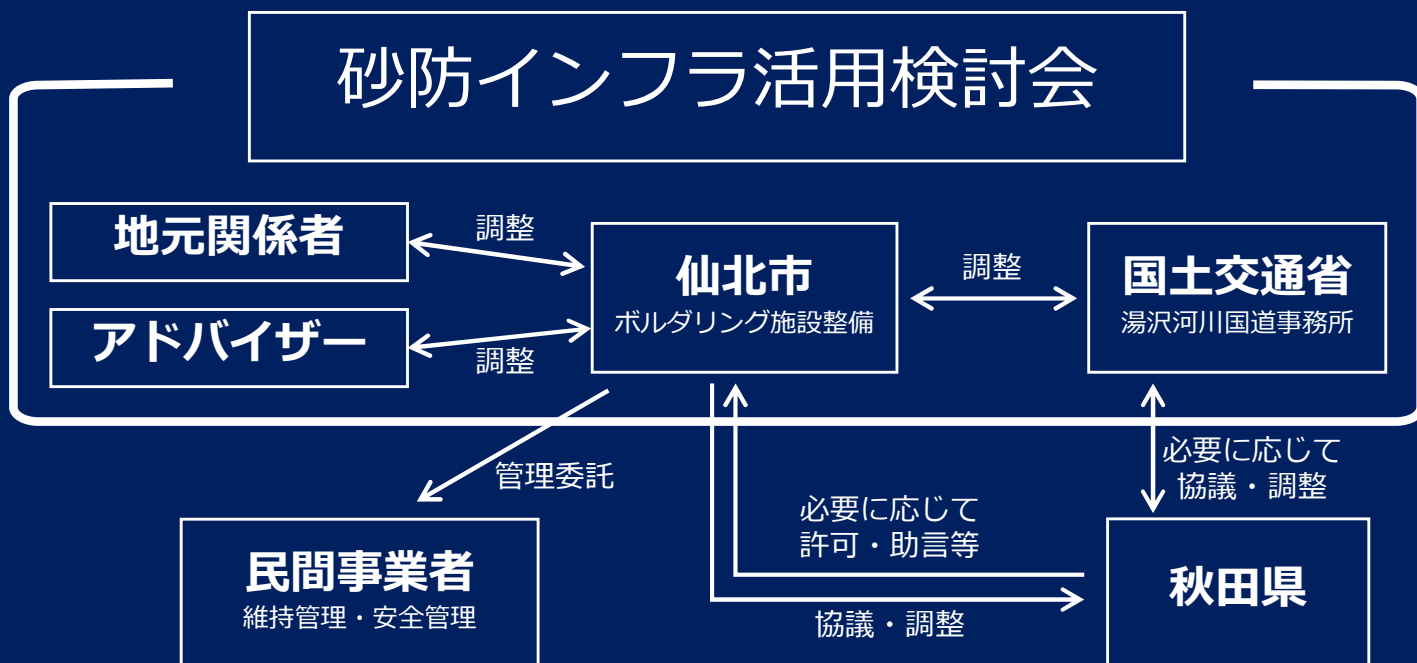 砂防インフラ活用検討会
地元関係者
調整
アドバイザー
調整
仙北市
ボルダリング施設整備
調整
国土交通省
湯沢河川国道事務所
管理委託
必要に応じて
協議・調整
必要に応じて
許可・助言等
民間事業者
維持管理・安全管理
協議・調整
秋田県